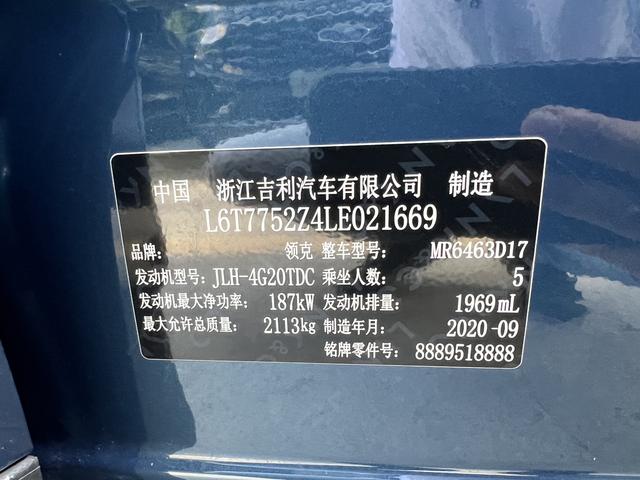 中国 浙江吉利汽车有限公司 制造
L6T7752Z4LE021669
品牌: 领克 整车型号: MR6463D17
发动机型号: JLH-4G20TDC 乘坐人数: 5
发动机最大净功率: 187kW 发动机排量: 1969mL
最大允许总质量: 2113kg 制造年月: 2020-09
铭牌零件号: 8889518888